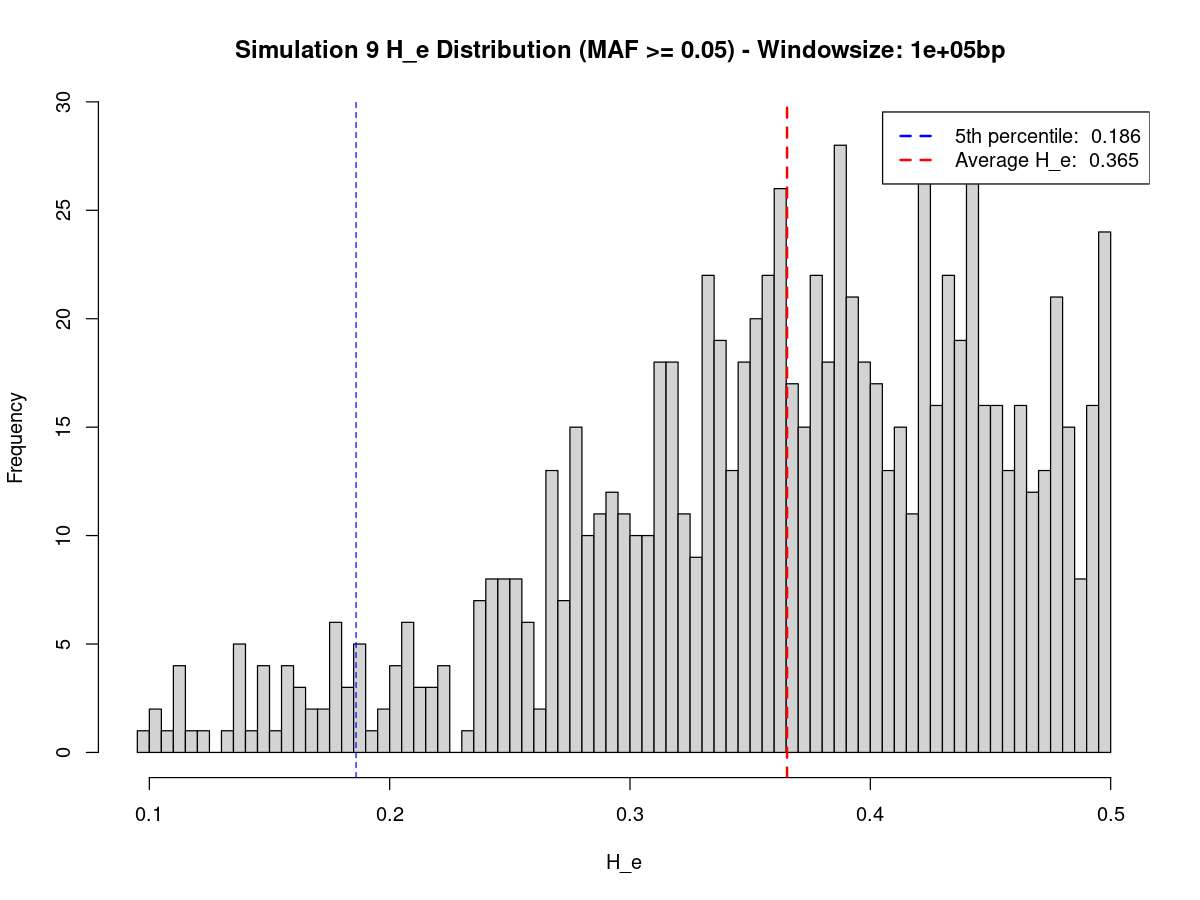 Simulation 9 H_e Distribution (MAF >= 0.05) - Windowsize: 1e+05bp
30
25
20
15
10
5
0
Frequency
5th percentile: 0.186
Average H_e: 0.365
0.1 0.2 0.3 0.4 0.5
H_e